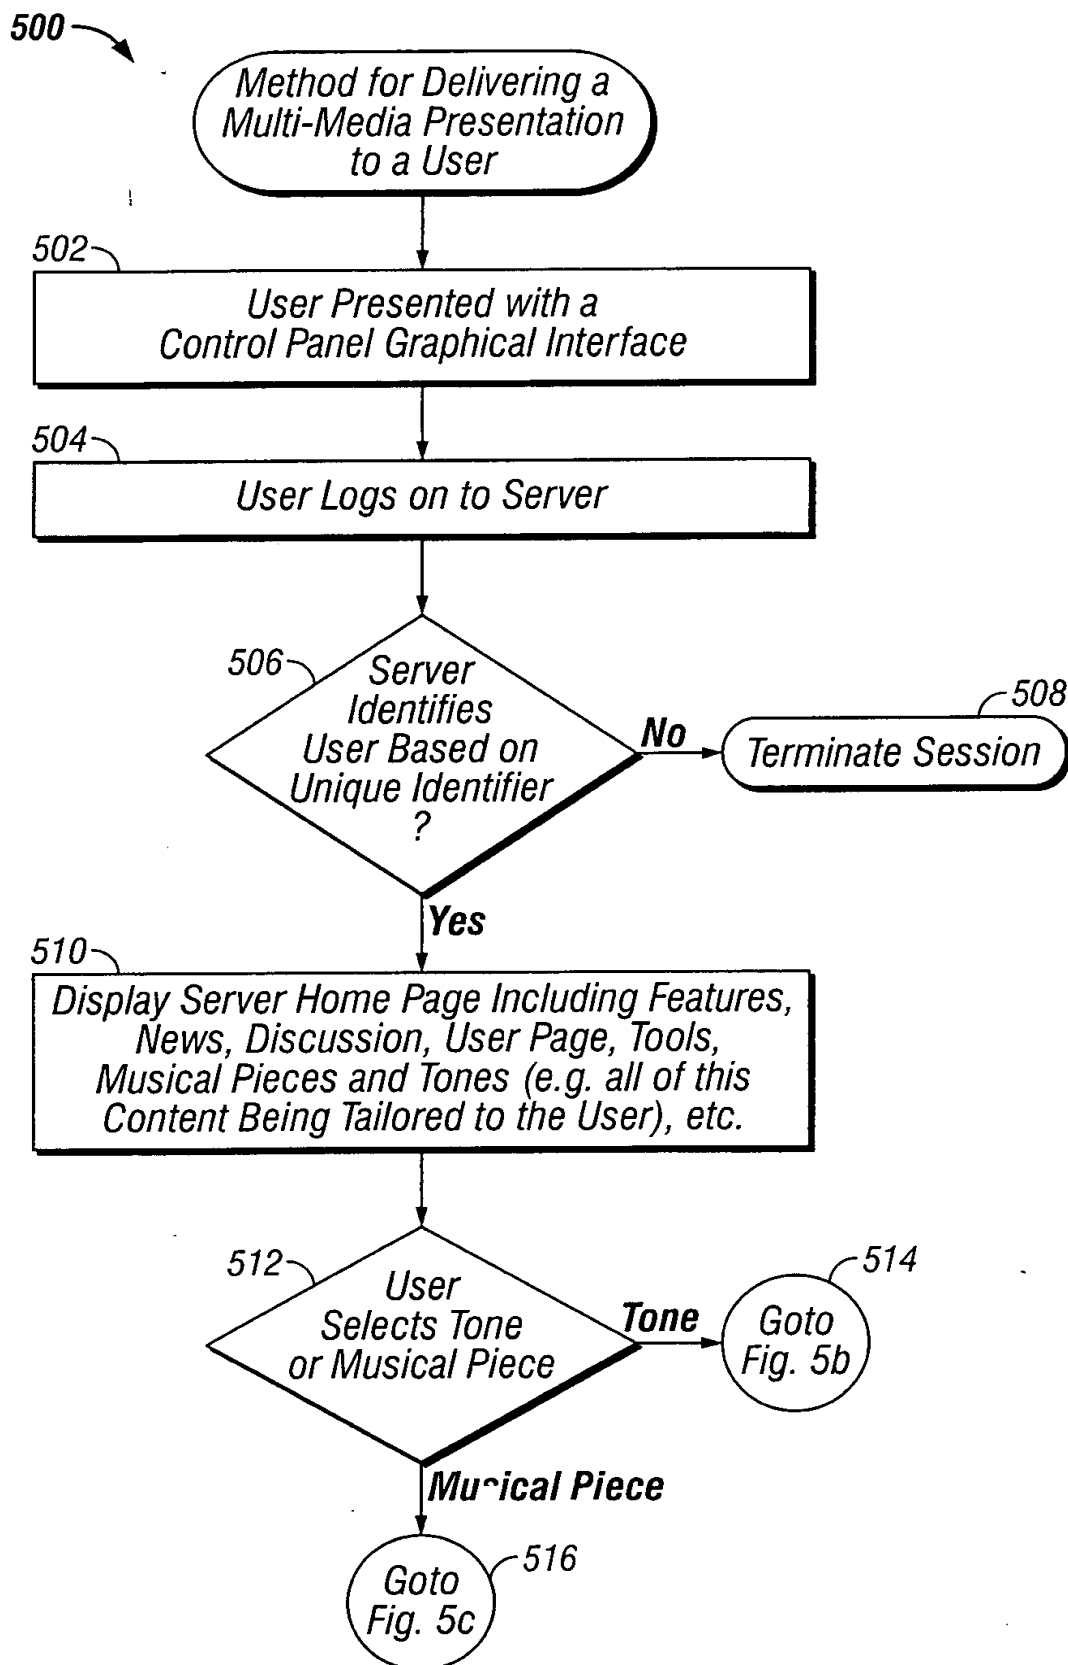 500
Method for Delivering a
Multi-Media Presentation
to a User
502
User Presented with a
Control Panel Graphical Interface
504
User Logs on to Server
506
Server
Identifies
User Based on
Unique Identifier
?
No
508
Terminate Session
Yes
510
Display Server Home Page Including Features,
News, Discussion, User Page, Tools,
Musical Pieces and Tones (e.g. all of this
Content Being Tailored to the User), etc.
512
User
Selects Tone
or Musical Piece
Tone
514
Goto
Fig. 5b
Musical Piece
516
Goto
Fig. 5c